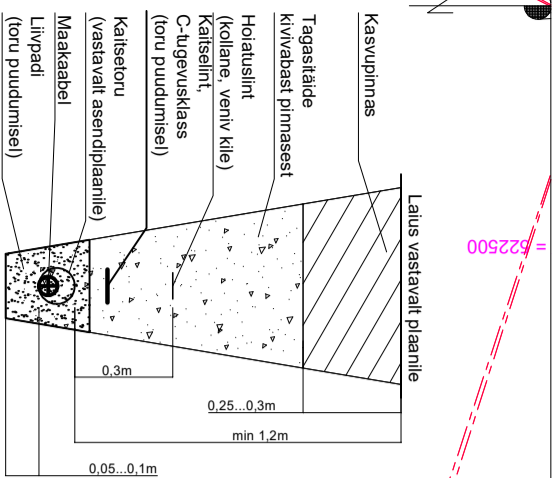 Kasvupinnas
Tagasitäide
kivivabast pinnasest
Hoiatuslint
(kollane, veniv kile)
Kaitselint,
C-tugevusklass
(toru puudumisel)
Kaitsetoru
(vastavalt asendiplaanile)
Maakaabel
Liivpadi
(toru puudumisel)
Laius vastavalt plaanile
0,3m
0,25...0,3m
min 1,2m
0,05...0,1m
= 522500